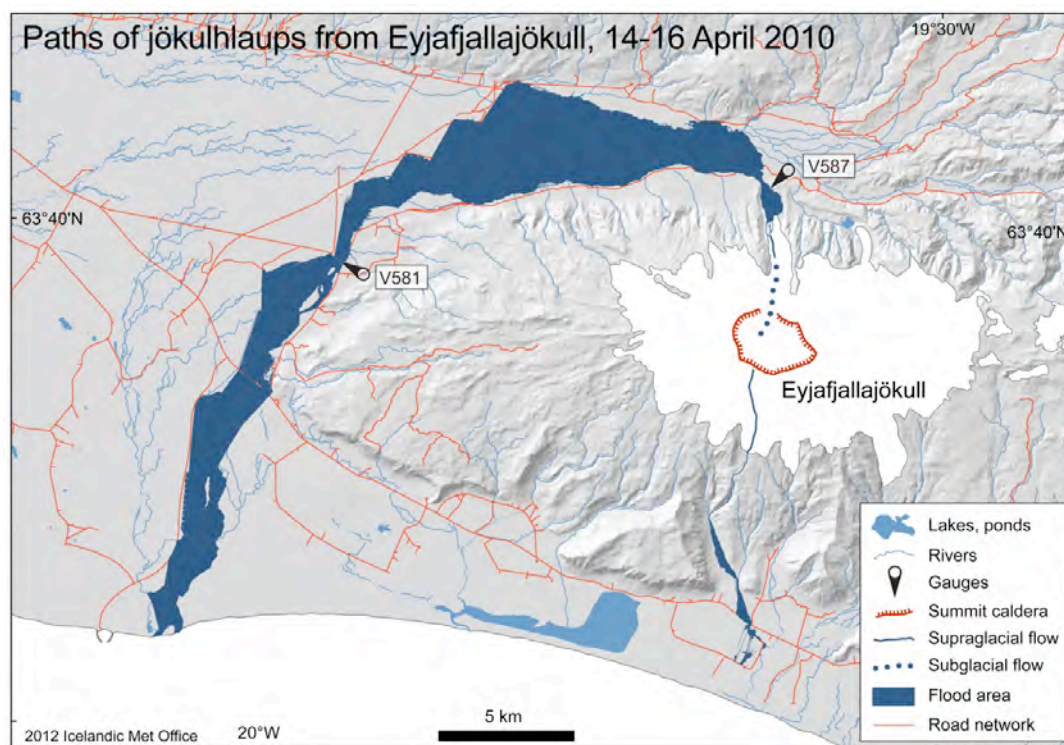 Paths of jökulhlaups from Eyjafjallajökull, 14-16 April 2010
19°30'W
V587
63°40'N
63°40'N
V581
Eyjafjallajökull
Lakes, ponds
Rivers
Gauges
Summit caldera
Supraglacial flow
Subglacial flow
Flood area
Road network
2012 Icelandic Met Office
20°W
5 km